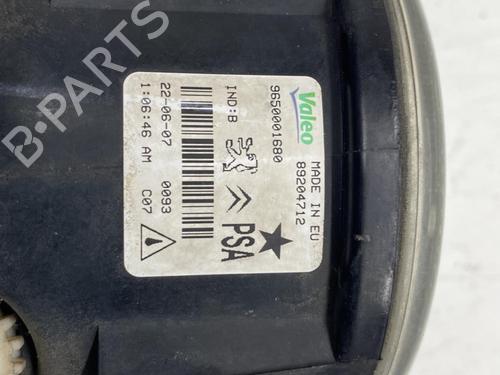 Valeo
MADE IN EU
89204712
9650001680
IND:B
PSA
22-06-07
0093
1:06:46 AM
C07
B-PARTS